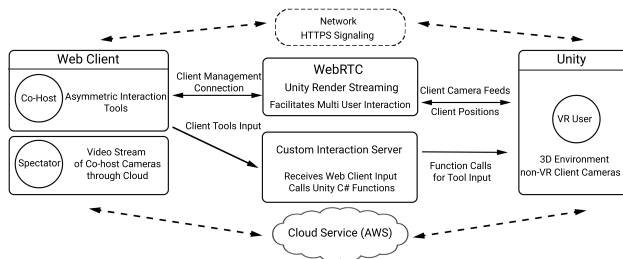 Network
HTTPS Signaling
Web Client
Co-Host
Asymmetric Interaction
Tools
Spectator
Video Stream
of Co-host Cameras
through Cloud
Client Management
Connection
Client Tools Input
WebRTC
Unity Render Streaming
Facilitates Multi User Interaction
Custom Interaction Server
Receives Web Client Input
Calls Unity C# Functions
Client Camera Feeds
Client Positions
Function Calls
for Tool Input
Unity
VR User
3D Environment
non-VR Client Cameras
Cloud Service (AWS)